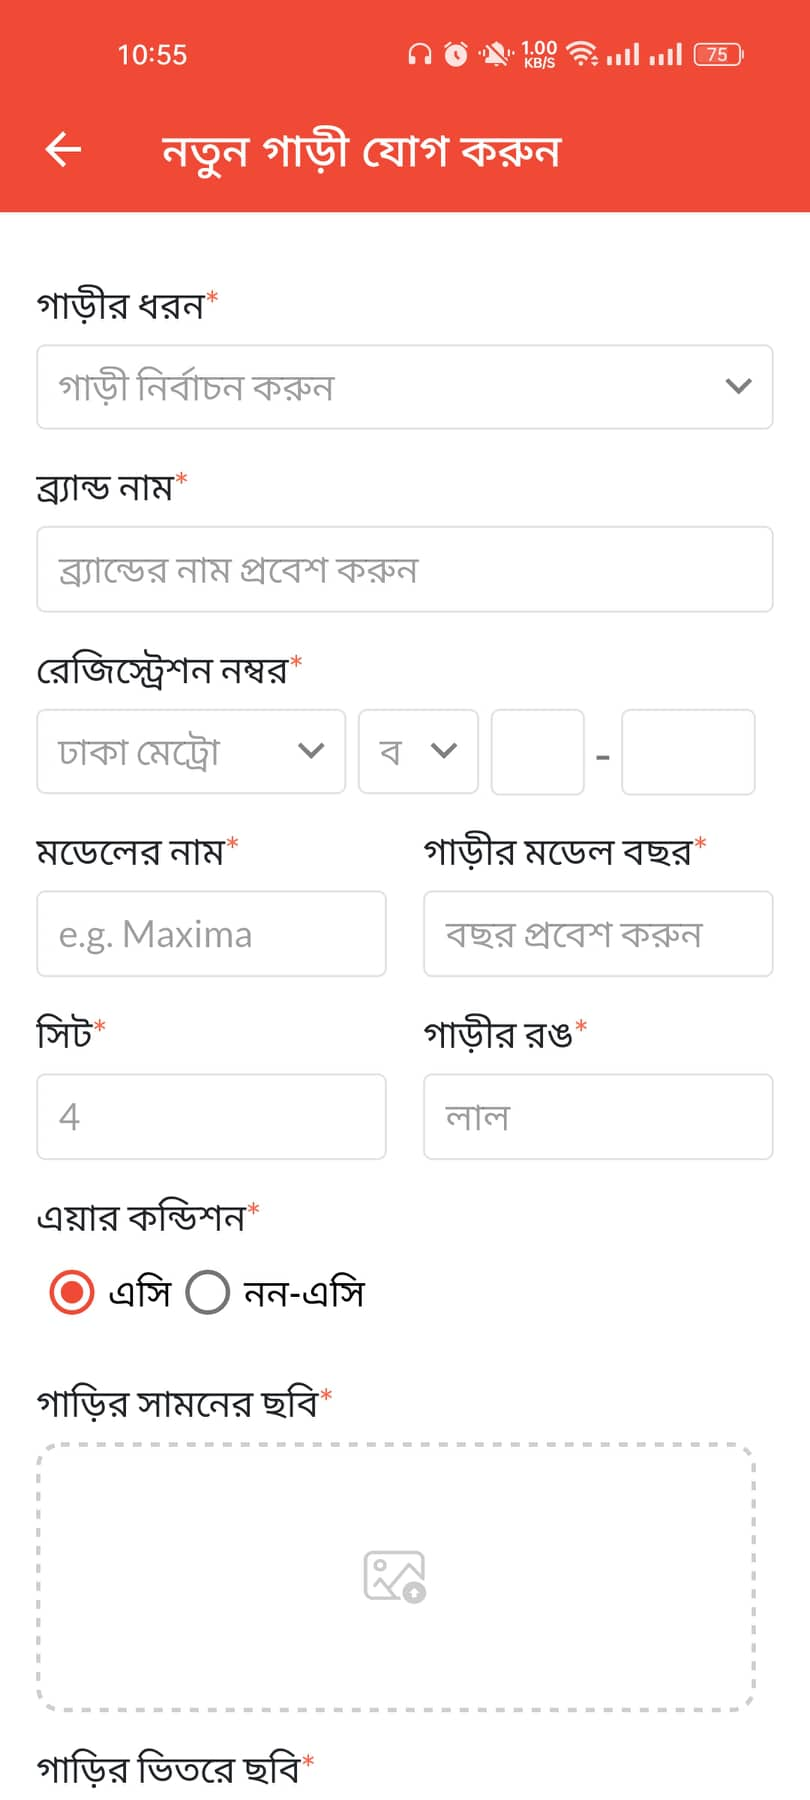 10:55 1.00 KB/S 75
নতুন গাড়ী যোগ করুন
গাড়ীর ধরন*
গাড়ী নির্বাচন করুন
ব্র্যান্ড নাম*
ব্র্যান্ডের নাম প্রবেশ করুন
রেজিস্ট্রেশন নম্বর*
ঢাকা মেট্রো ব -
মডেলের নাম* গাড়ীর মডেল বছর*
e.g. Maxima বছর প্রবেশ করুন
সিট* গাড়ীর রঙ*
4 লাল
এয়ার কন্ডিশন*
এসি নন-এসি
গাড়ির সামনের ছবি*
গাড়ির ভিতরে ছবি*